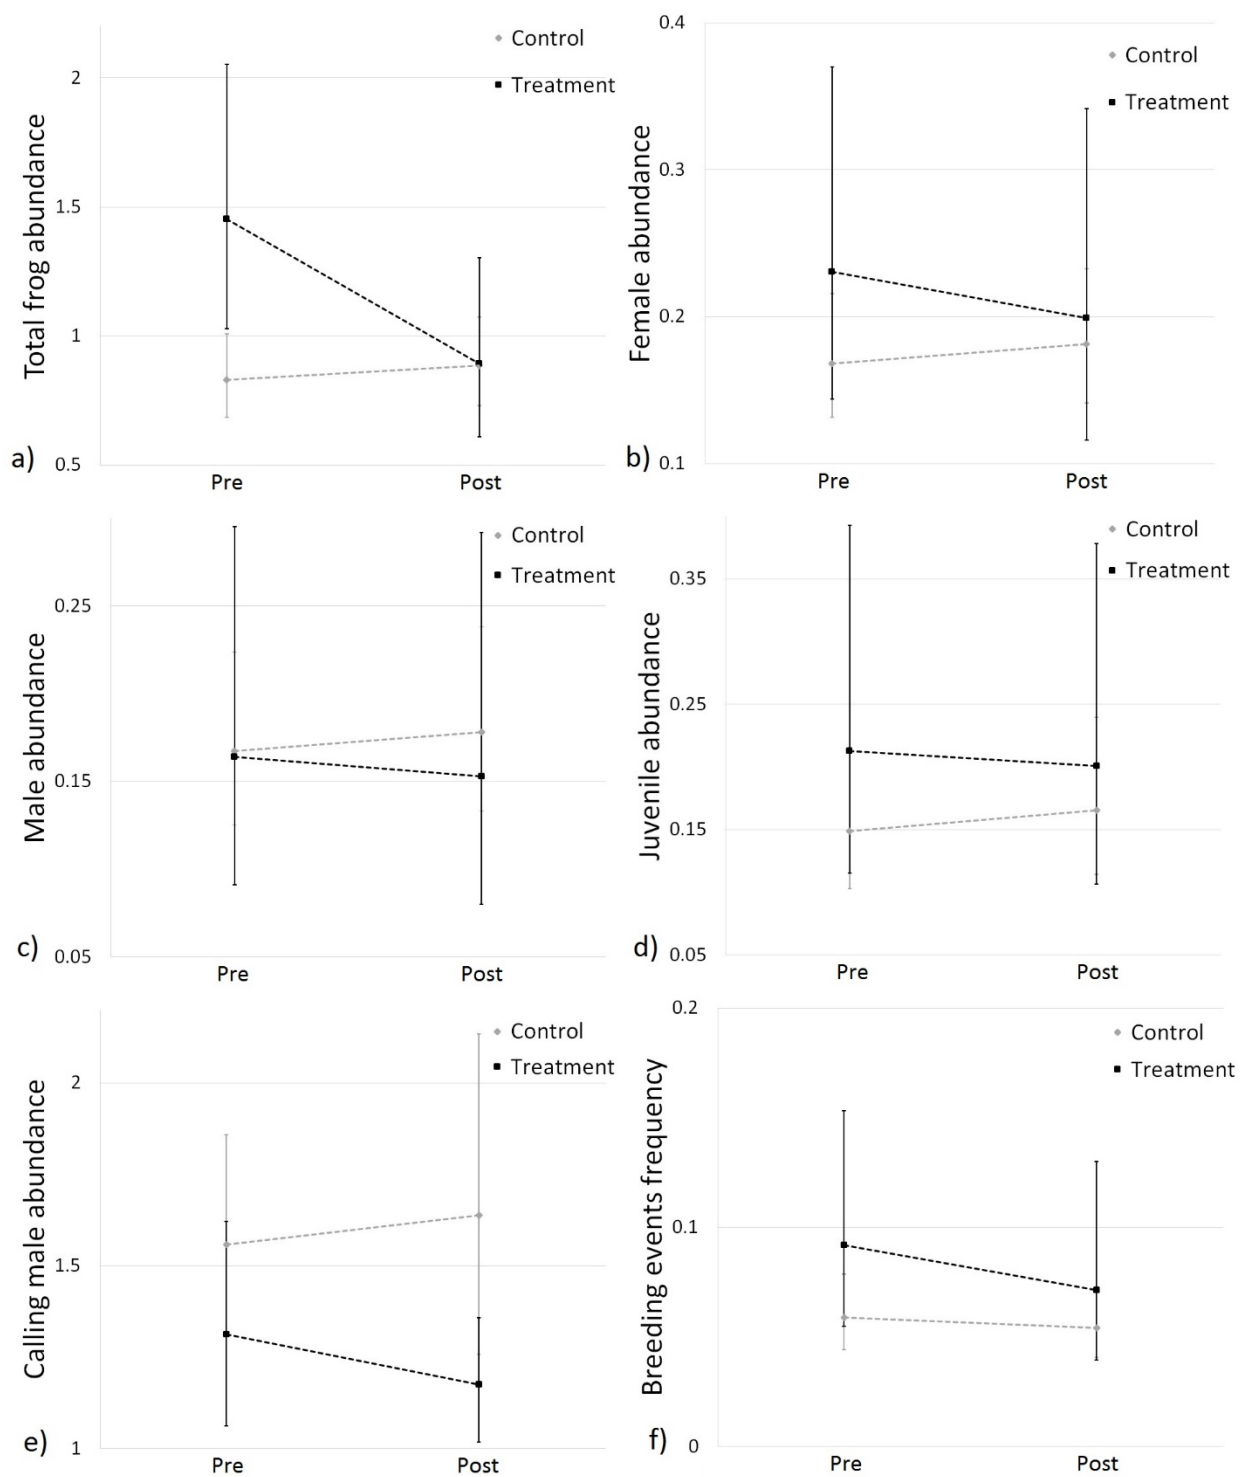 Control
Treatment
2
1.5
1
0.5
Total frog abundance
a)
Pre
Post
Control
Treatment
0.4
0.3
0.2
0.1
Female abundance
b)
Pre
Post
Control
Treatment
0.25
0.15
0.05
Male abundance
c)
Pre
Post
Control
Treatment
0.35
0.25
0.15
0.05
Juvenile abundance
d)
Pre
Post
Control
Treatment
2
1.5
1
Calling male abundance
e)
Pre
Post
Control
Treatment
0.2
0.1
0
Breeding events frequency
f)
Pre
Post